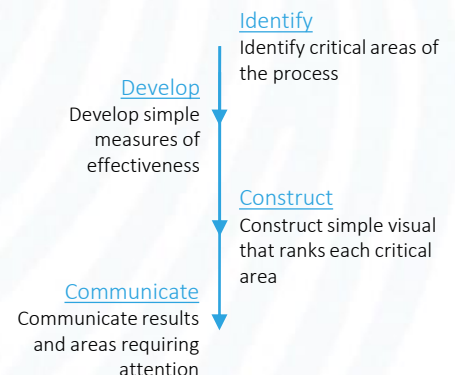 Identify
Identify critical areas of
the process
Develop
Develop simple
measures of
effectiveness
Construct
Construct simple visual
that ranks each critical
area
Communicate
Communicate results
and areas requiring
attention